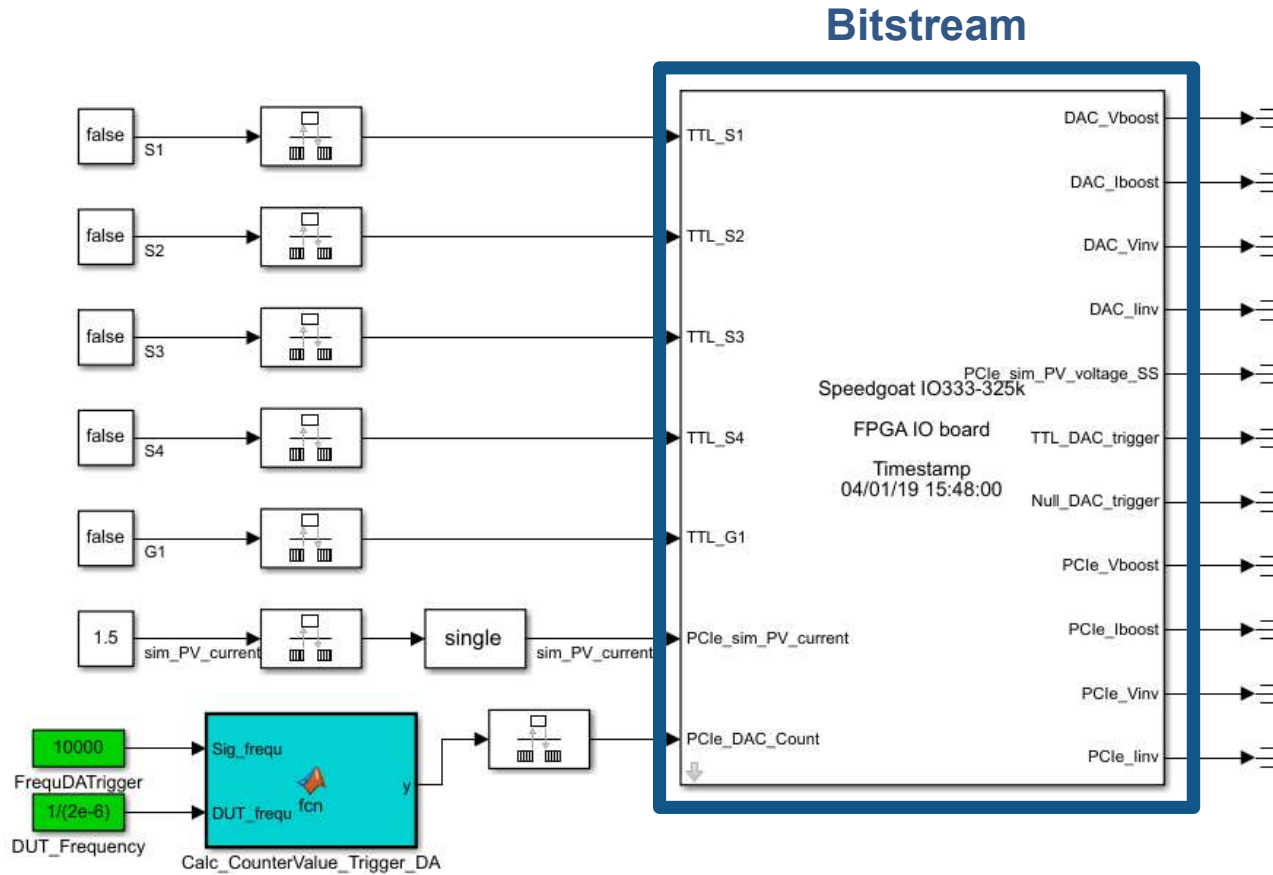 Bitstream
false
S1
TTL_S1
DAC_Vboost
DAC_Iboost
false
S2
TTL_S2
DAC_Vinv
DAC_Iinv
false
S3
TTL_S3
PCIe_sim_PV_voltage_SS
Speedgoat IO333-325k
FPGA IO board
Timestamp
04/01/19 15:48:00
false
S4
TTL_S4
TTL_DAC_trigger
Null_DAC_trigger
false
G1
TTL_G1
PCIe_Vboost
PCIe_Iboost
1.5
sim_PV_current
single
sim_PV_current
PCIe_sim_PV_current
PCIe_Vinv
PCIe_DAC_Count
PCIe_Iinv
10000
FrequDATrigger
1/(2e-6)
DUT_Frequency
Sig_frequ
DUT_frequ
fcn
y
Calc_CounterValue_Trigger_DA